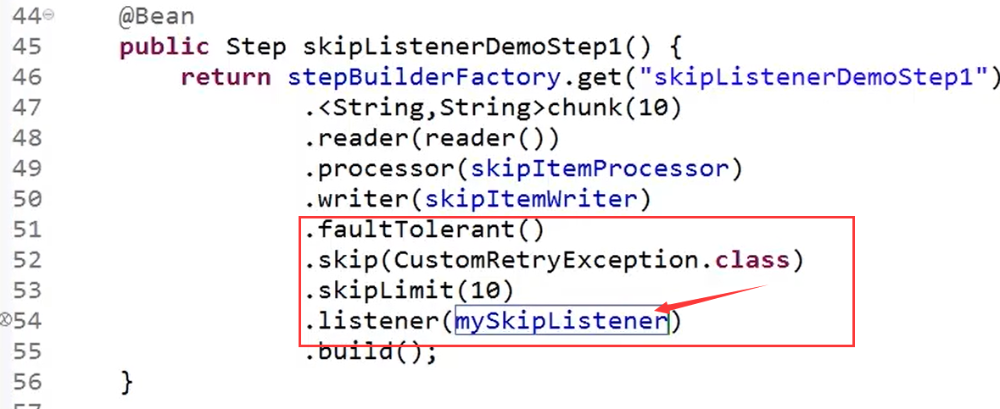 44 @Bean
45 public Step skipListenerDemoStep1() {
46 return stepBuilderFactory.get("skipListenerDemoStep1")
47 .<String,String>chunk(10)
48 .reader(reader())
49 .processor(skipItemProcessor)
50 .writer(skipItemWriter)
51 .faultTolerant()
52 .skip(CustomRetryException.class)
53 .skipLimit(10)
54 .listener(mySkipListener)
55 .build();
56 }
57